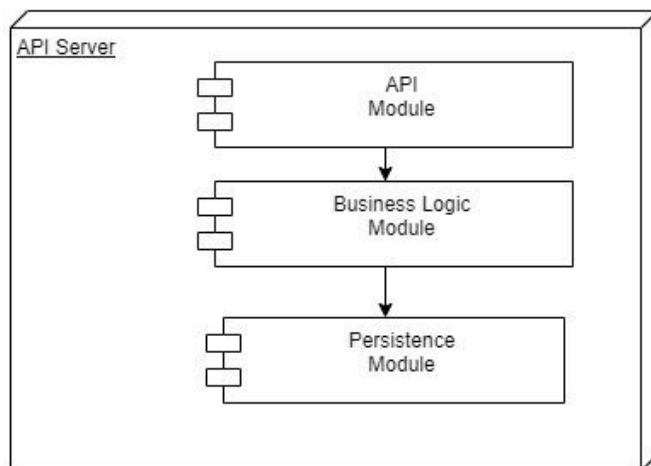 API Server
API
Module
Business Logic
Module
Persistence
Module